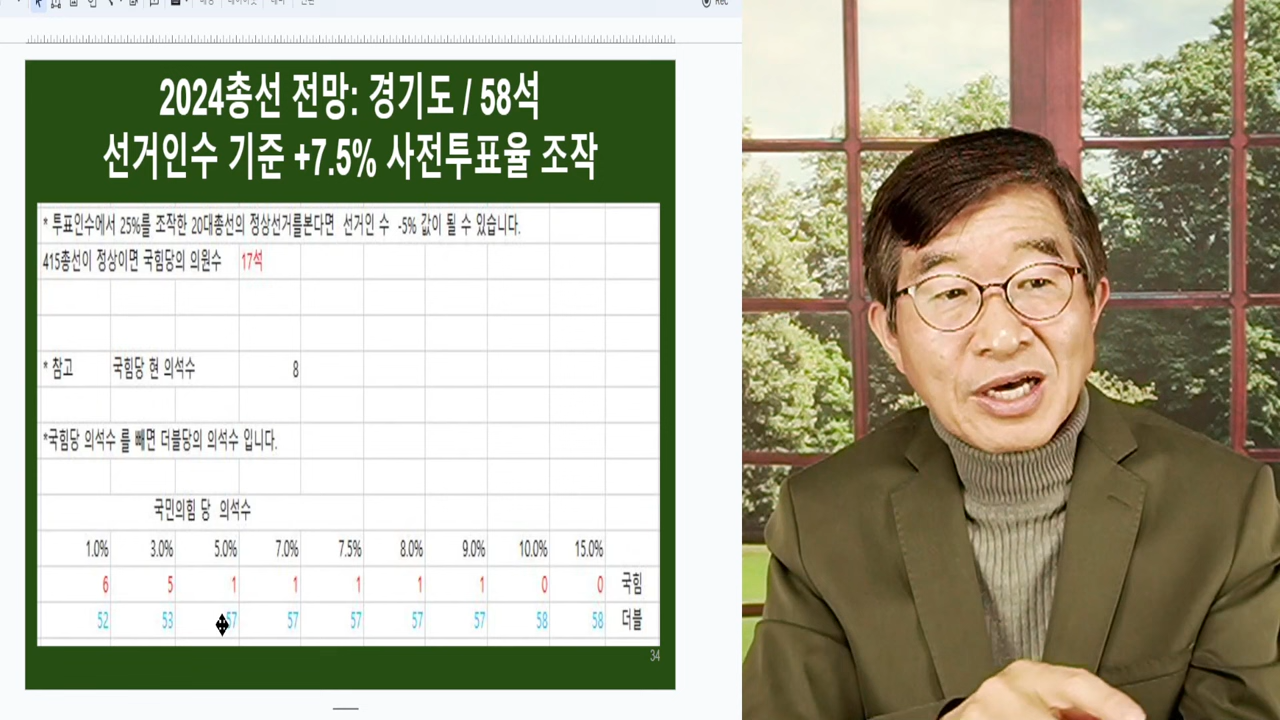 Rec
2024총선 전망: 경기도 / 58석
선거인수 기준 +7.5% 사전투표율 조작
* 투표인수에서 25%를 조작한 20대총선의 정상선거를본다면 선거인 수 -5% 값이 될 수 있습니다.
415총선이 정상이면 국힘당의 의원수 17석
* 참고 국힘당 현 의석수 8
*국힘당 의석수 를 빼면 더블당의 의석수 입니다.
국민의힘 당 의석수
1.0% 3.0% 5.0% 7.0% 7.5% 8.0% 9.0% 10.0% 15.0%
6 5 1 1 1 1 1 0 0 국힘
52 53 57 57 57 57 57 58 58 더블
34